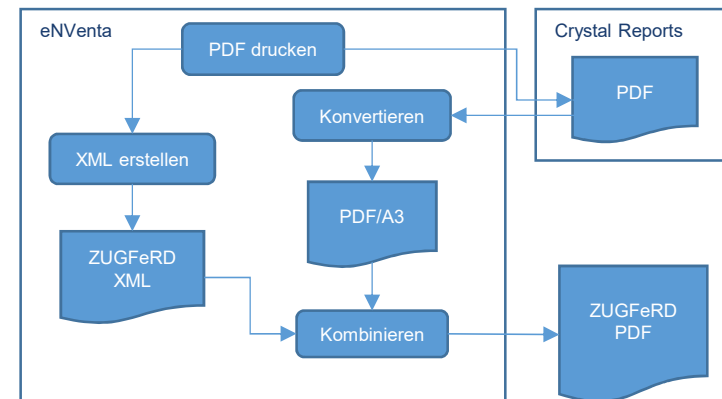 eNVenta
Crystal Reports
PDF drucken
PDF
Konvertieren
XML erstellen
PDF/A3
ZUGFeRD
XML
Kombinieren
ZUGFeRD
PDF